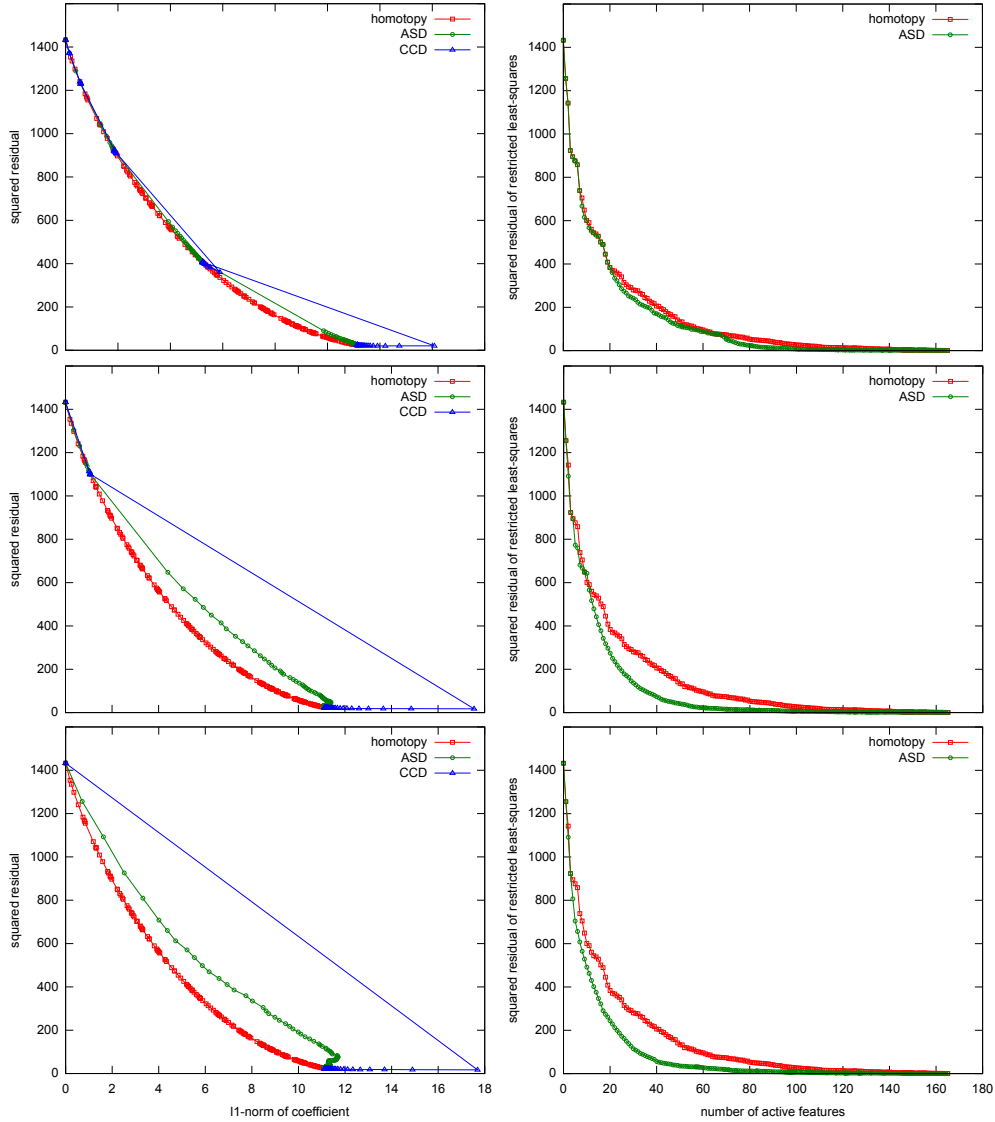 homotopy
ASD
CCD
squared residual
0
200
400
600
800
1000
1200
1400
homotopy
ASD
squared residual of restricted least-squares
0
200
400
600
800
1000
1200
1400
homotopy
ASD
CCD
squared residual
0
200
400
600
800
1000
1200
1400
homotopy
ASD
squared residual of restricted least-squares
0
200
400
600
800
1000
1200
1400
homotopy
ASD
CCD
squared residual
0
200
400
600
800
1000
1200
1400
0 2 4 6 8 10 12 14 16 18
l1-norm of coefficient
homotopy
ASD
squared residual of restricted least-squares
0
200
400
600
800
1000
1200
1400
0 20 40 60 80 100 120 140 160 180
number of active features